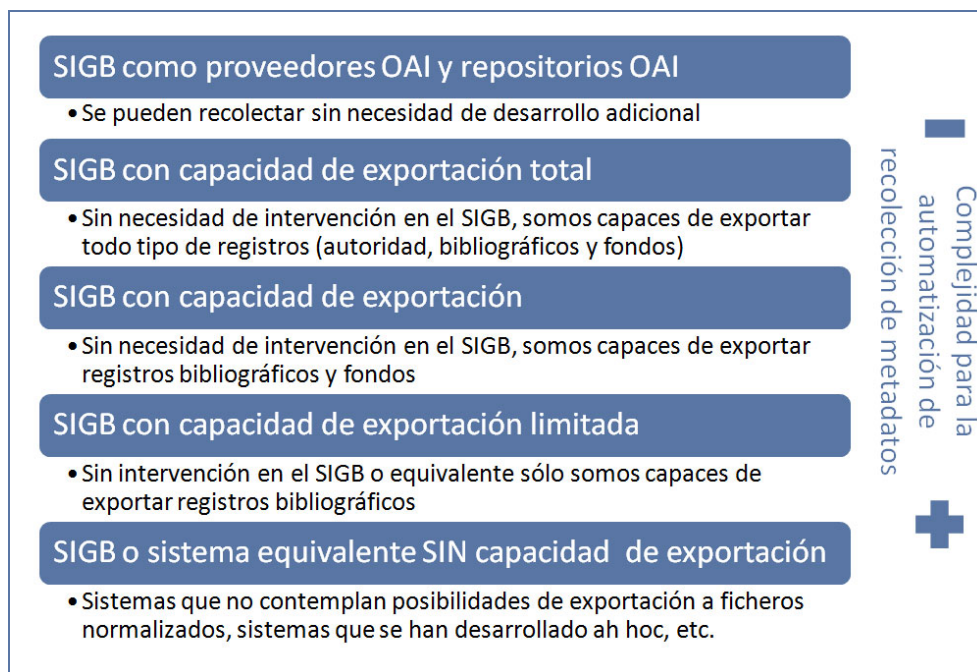 SIGB como proveedores OAI y repositorios OAI
• Se pueden recolectar sin necesidad de desarrollo adicional
SIGB con capacidad de exportación total
• Sin necesidad de intervención en el SIGB, somos capaces de exportar
todo tipo de registros (autoridad, bibliográficos y fondos)
SIGB con capacidad de exportación
• Sin necesidad de intervención en el SIGB, somos capaces de exportar
registros bibliográficos y fondos
SIGB con capacidad de exportación limitada
• Sin intervención en el SIGB o equivalente sólo somos capaces de
exportar registros bibliográficos
SIGB o sistema equivalente SIN capacidad  de exportación
• Sistemas que no contemplan posibilidades de exportación a ficheros
normalizados, sistemas que se han desarrollado ah hoc, etc.
Complejidad para la
automatización de
recolección de metadatos